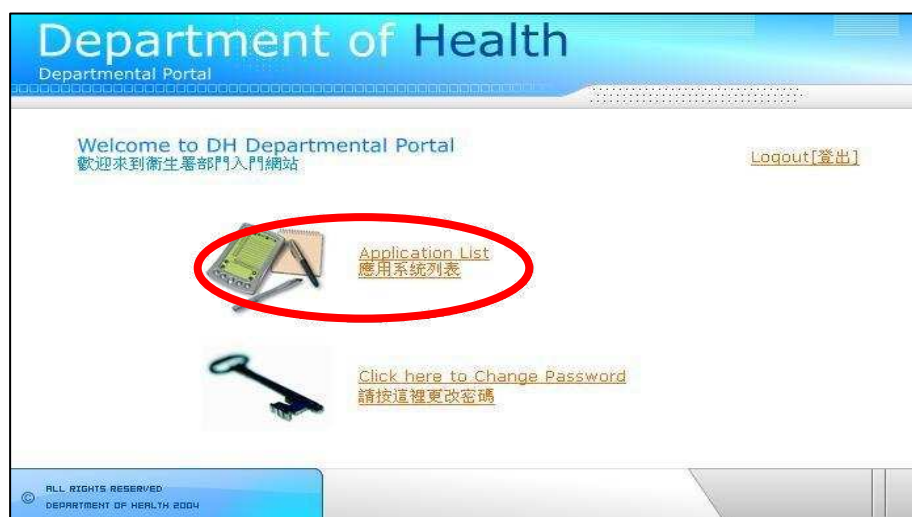 Department of Health
Departmental Portal
Welcome to DH Departmental Portal
歡迎來到衞生署部門入門網站
Logout[登出]
Application List
應用系統列表
Click here to Change Password
請按這裡更改密碼
© ALL RIGHTS RESERVED
DEPARTMENT OF HEALTH 2004